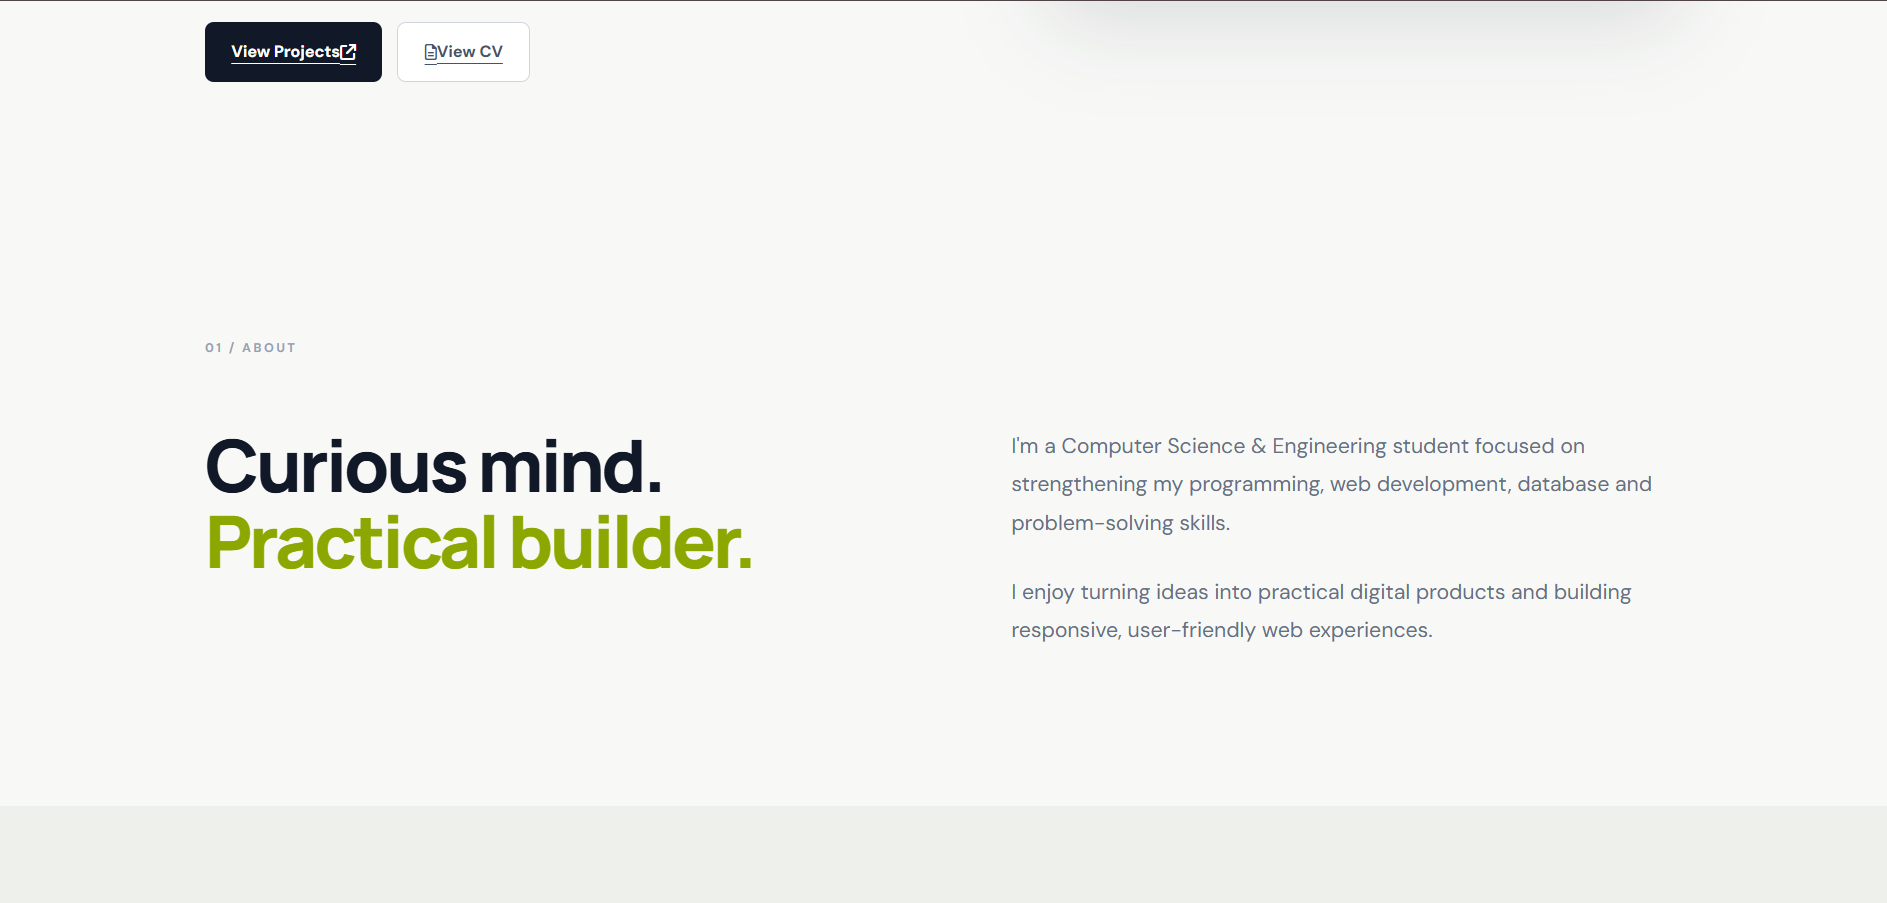 View Projects
View CV
01 / ABOUT
Curious mind.
Practical builder.
I'm a Computer Science & Engineering student focused on
strengthening my programming, web development, database and
problem-solving skills.
I enjoy turning ideas into practical digital products and building
responsive, user-friendly web experiences.